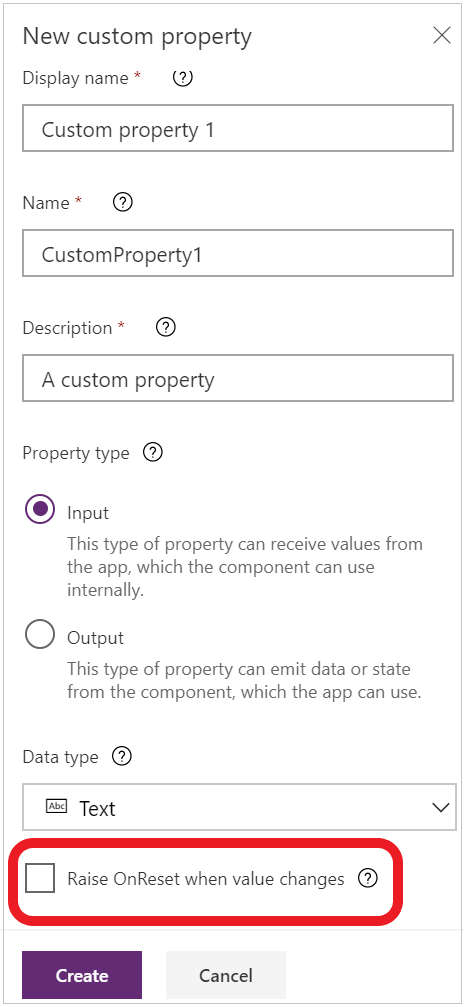 New custom property
Display name *
Custom property 1
Name *
CustomProperty1
Description *
A custom property
Property type
Input
This type of property can receive values from
the app, which the component can use
internally.
Output
This type of property can emit data or state
from the component, which the app can use.
Data type
Abc Text
Raise OnReset when value changes
Create Cancel